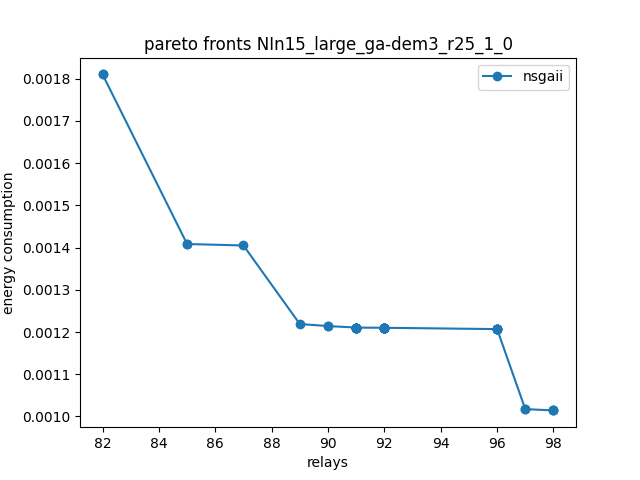 pareto fronts NIn15_large_ga-dem3_r25_1_0
nsgaii
energy consumption
0.0018
0.0017
0.0016
0.0015
0.0014
0.0013
0.0012
0.0011
0.0010
82 84 86 88 90 92 94 96 98
relays